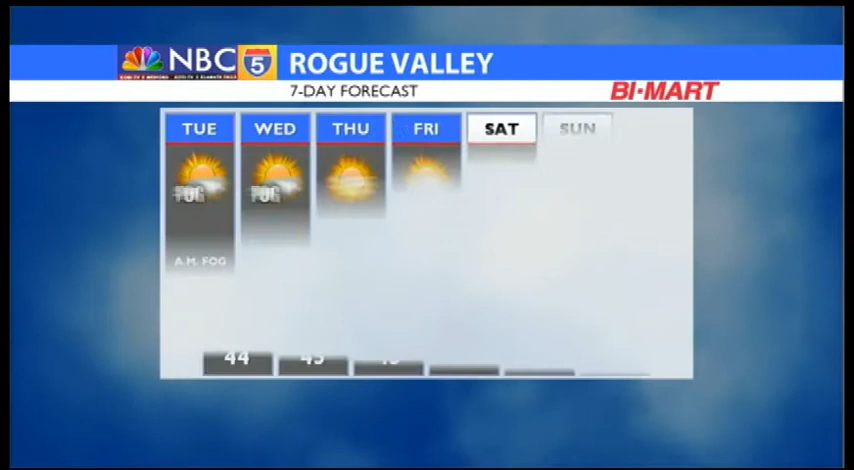 NBC 5 ROGUE VALLEY
7-DAY FORECAST BI·MART
TUE WED THU FRI SAT SUN
FOG FOG
A.M. FOG
44 45